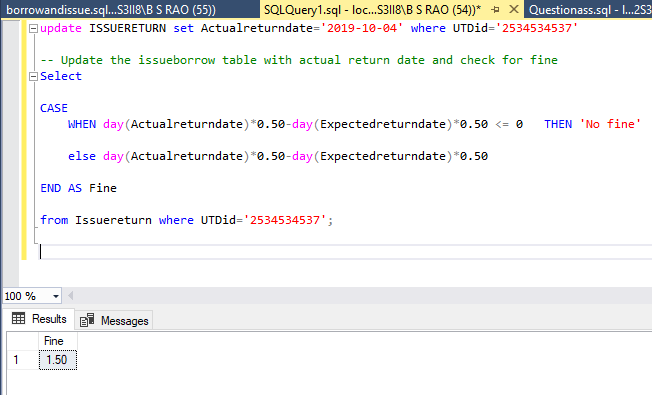 borrowandissue.sql...S3II8\B S RAO (55)) SQLQuery1.sql - loc...S3II8\B S RAO (54))* Questionass.sql - l...2S3
update ISSUERETURN set Actualreturndate='2019-10-04' where UTDid='2534534537'
-- Update the issueborrow table with actual return date and check for fine
Select
CASE
WHEN day(Actualreturndate)*0.50-day(Expectedreturndate)*0.50 <= 0 THEN 'No fine'
else day(Actualreturndate)*0.50-day(Expectedreturndate)*0.50
END AS Fine
from Issuereturn where UTDid='2534534537';
100 %
Results Messages
Fine
1 1.50